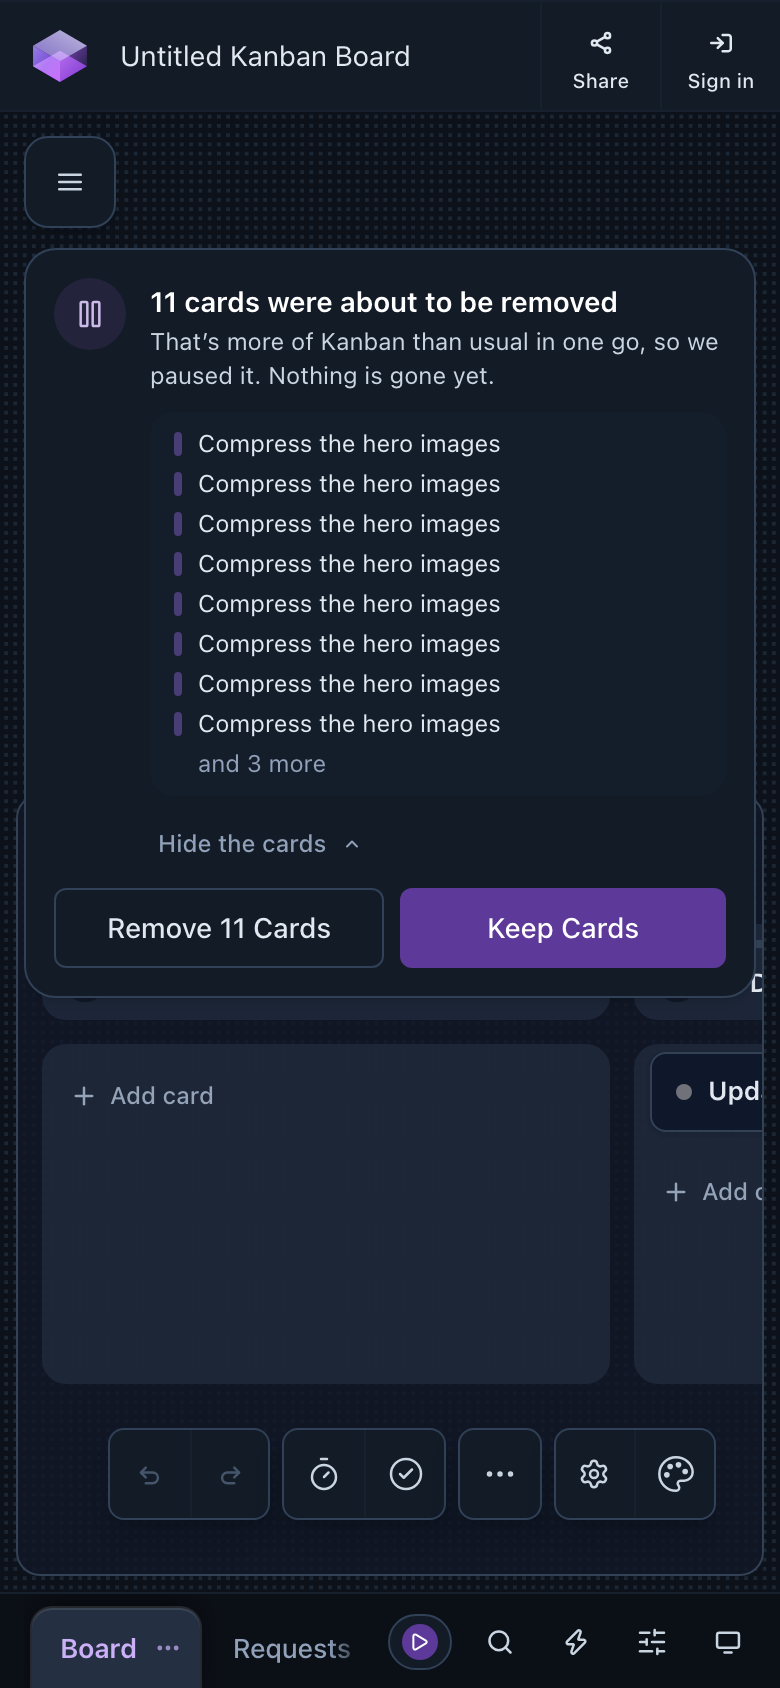 Untitled Kanban Board
Share
Sign in
11 cards were about to be removed
That’s more of Kanban than usual in one go, so we
paused it. Nothing is gone yet.
Compress the hero images
Compress the hero images
Compress the hero images
Compress the hero images
Compress the hero images
Compress the hero images
Compress the hero images
Compress the hero images
and 3 more
Hide the cards
Remove 11 Cards
Keep Cards
Add card
Add
Board
Requests